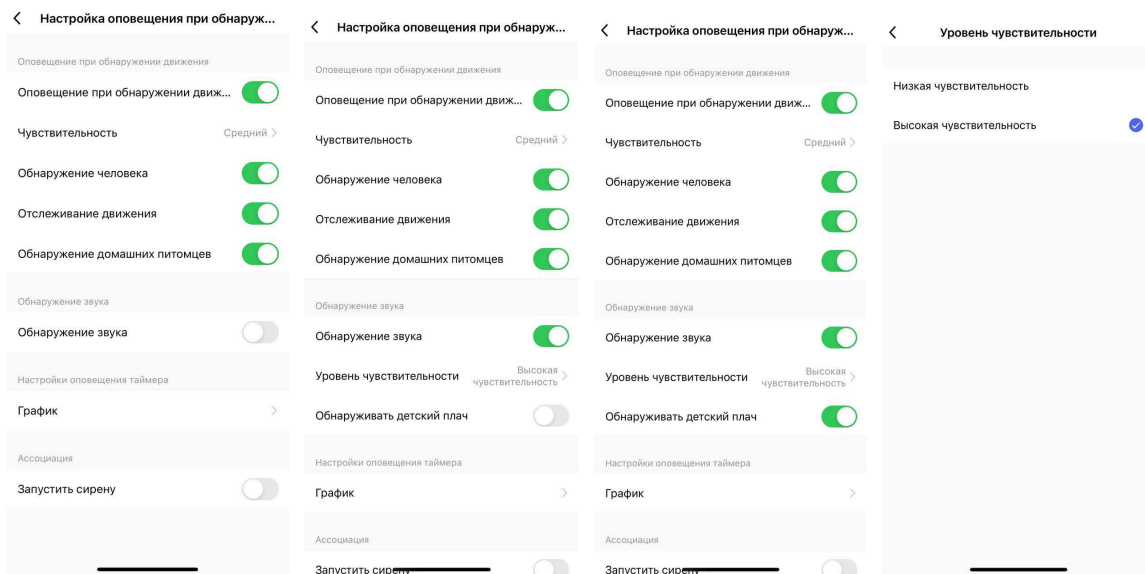 Настройка оповещения при обнаруж...
Оповещение при обнаружении движения
Оповещение при обнаружении движ...
Чувствительность
Средний
Обнаружение человека
Отслеживание движения
Обнаружение домашних питомцев
Обнаружение звука
Обнаружение звука
Настройки оповещения таймера
График
Ассоциация
Запустить сирену
Настройка оповещения при обнаруж...
Оповещение при обнаружении движения
Оповещение при обнаружении движ...
Чувствительность
Средний
Обнаружение человека
Отслеживание движения
Обнаружение домашних питомцев
Обнаружение звука
Обнаружение звука
Уровень чувствительности
Высокая
чувствительность
Обнаруживать детский плач
Настройки оповещения таймера
График
Ассоциация
Запустить сирену
Настройка оповещения при обнаруж...
Оповещение при обнаружении движения
Оповещение при обнаружении движ...
Чувствительность
Средний
Обнаружение человека
Отслеживание движения
Обнаружение домашних питомцев
Обнаружение звука
Обнаружение звука
Уровень чувствительности
Высокая
чувствительность
Обнаруживать детский плач
Настройки оповещения таймера
График
Ассоциация
Запустить сирену
Уровень чувствительности
Низкая чувствительность
Высокая чувствительность